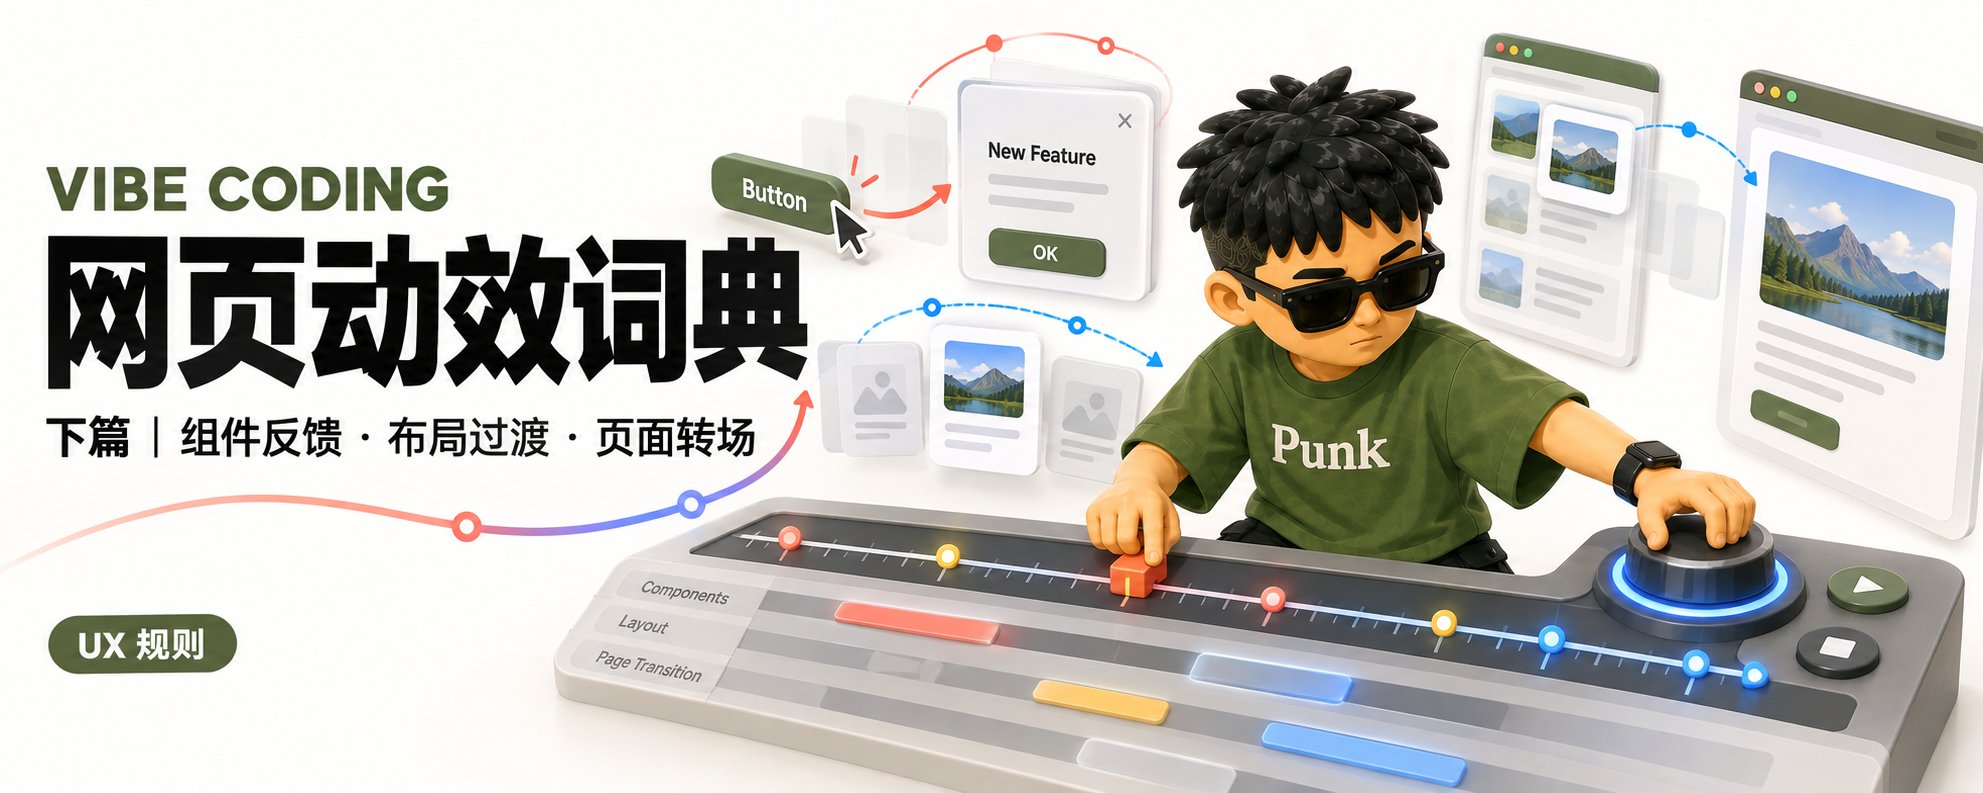 VIBE CODING
网页动效词典
下篇｜组件反馈 · 布局过渡 · 页面转场
UX 规则
Button
New Feature
OK
Punk
Components
Layout
Page Transition